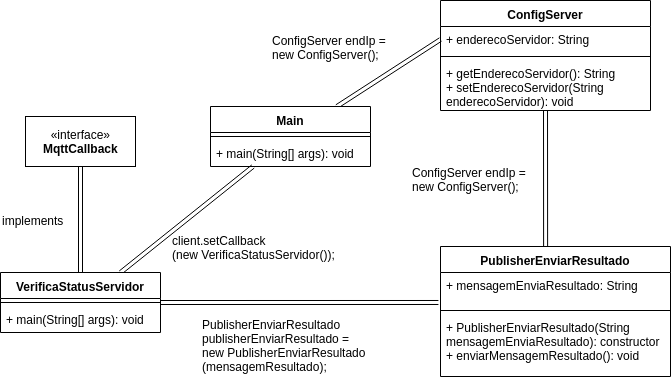 ConfigServer
+ enderecoServidor: String
+ getEnderecoServidor(): String
+ setEnderecoServidor(String
enderecoServidor): void
ConfigServer endIp =
new ConfigServer();
Main
+ main(String[] args): void
«interface»
MqttCallback
ConfigServer endIp =
new ConfigServer();
implements
client.setCallback
(new VerificaStatusServidor());
VerificaStatusServidor
+ main(String[] args): void
PublisherEnviarResultado
+ mensagemEnviaResultado: String
+ PublisherEnviarResultado(String
mensagemEnviaResultado): constructor
+ enviarMensagemResultado(): void
PublisherEnviarResultado
publisherEnviarResultado =
new PublisherEnviarResultado
(mensagemResultado);